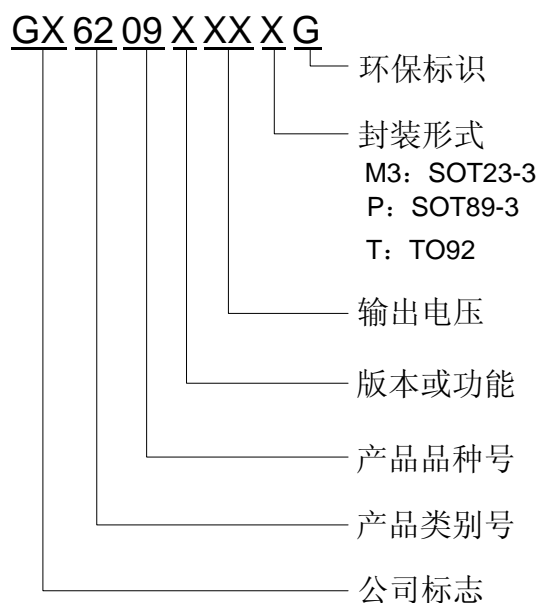 GX 62 09 X XX X G
环保标识
封装形式
M3：SOT23-3
P：SOT89-3
T：TO92
输出电压
版本或功能
产品品种号
产品类别号
公司标志